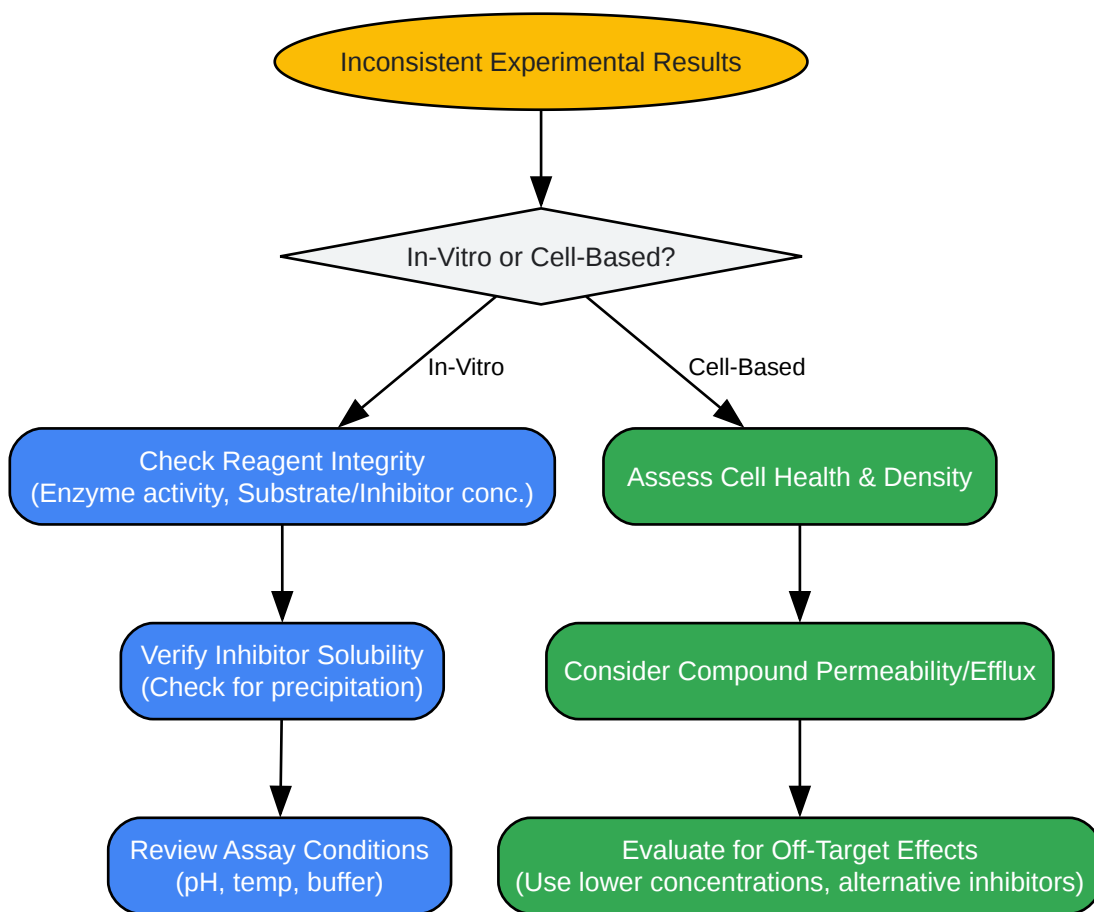 Inconsistent Experimental Results
In-Vitro or Cell-Based?
In-Vitro
Cell-Based
Check Reagent Integrity
(Enzyme activity, Substrate/Inhibitor conc.)
Assess Cell Health & Density
Verify Inhibitor Solubility
(Check for precipitation)
Consider Compound Permeability/Efflux
Review Assay Conditions
(pH, temp, buffer)
Evaluate for Off-Target Effects
(Use lower concentrations, alternative inhibitors)